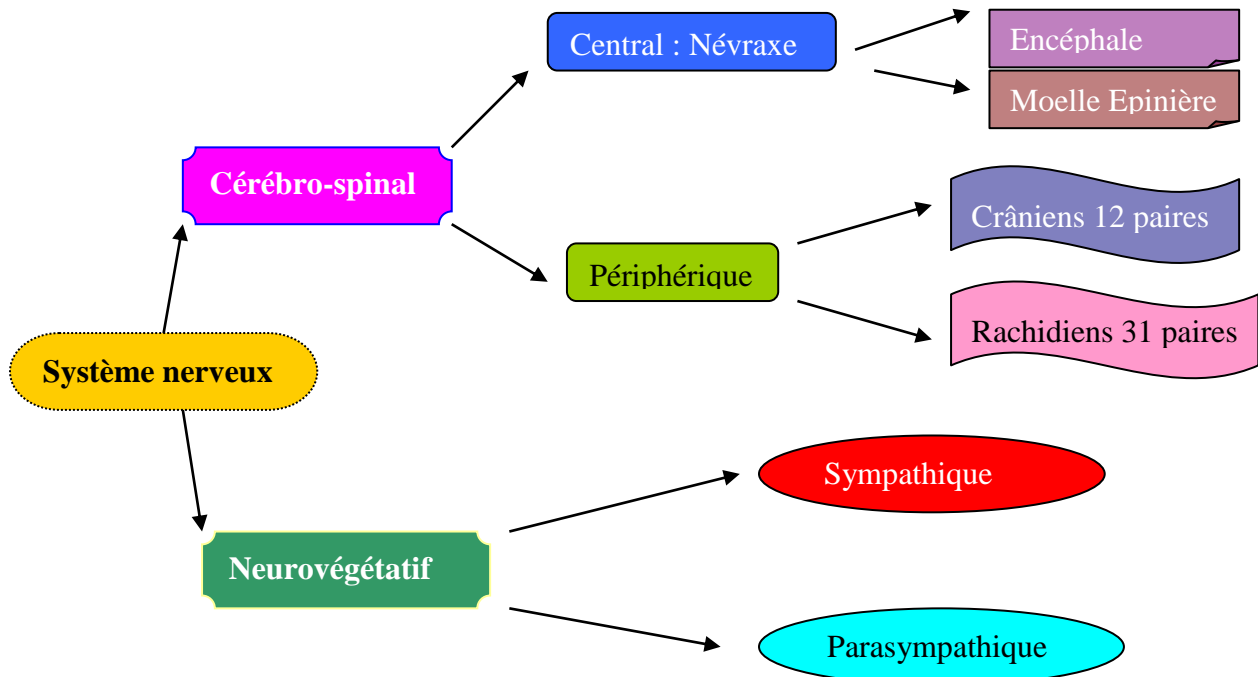 Central : Névraxe
Encéphale
Moelle Epinière
Cérébro-spinal
Crâniens 12 paires
Périphérique
Rachidiens 31 paires
Système nerveux
Sympathique
Neurovégétatif
Parasympathique